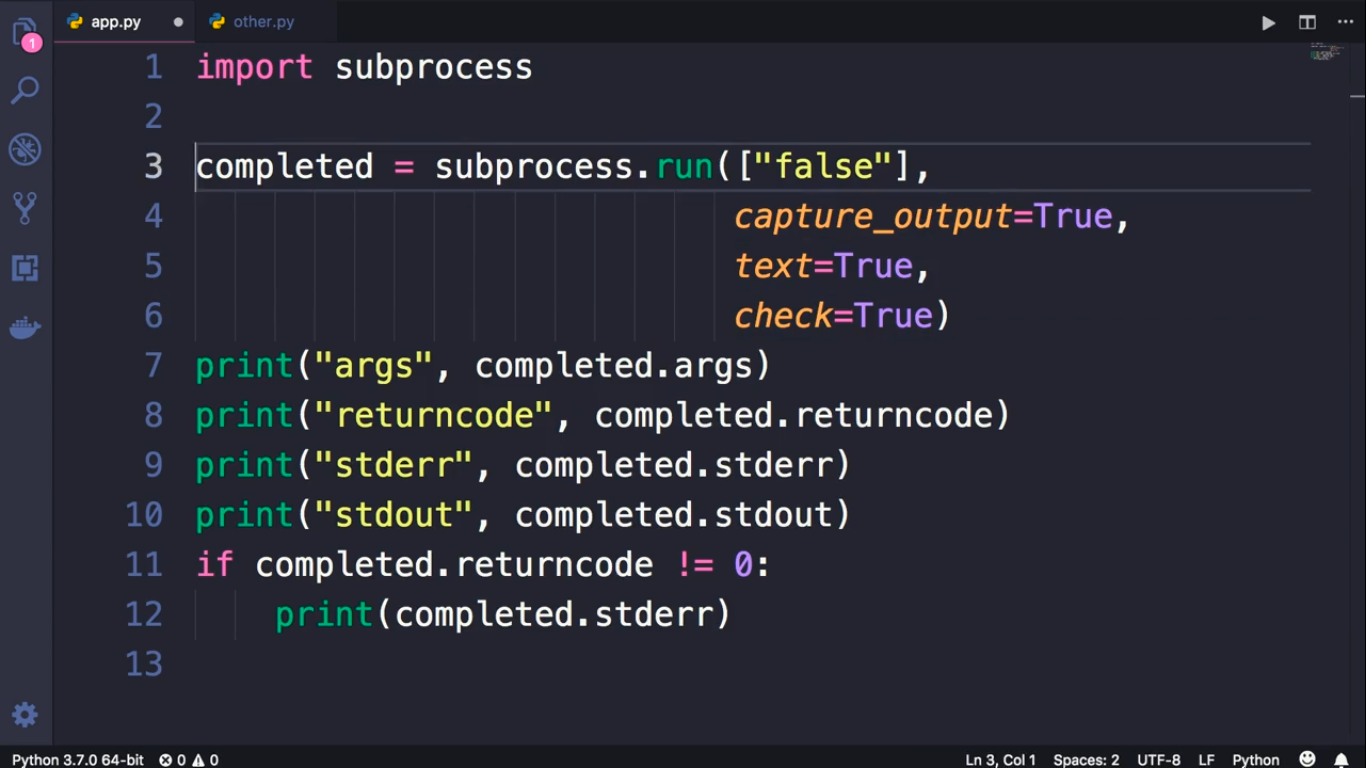 app.py ● other.py
1
1 import subprocess
2
3 completed = subprocess.run(["false"],
4 capture_output=True,
5 text=True,
6 check=True)
7 print("args", completed.args)
8 print("returncode", completed.returncode)
9 print("stderr", completed.stderr)
10 print("stdout", completed.stdout)
11 if completed.returncode != 0:
12 print(completed.stderr)
13
Python 3.7.0 64-bit 0 0 Ln 3, Col 1 Spaces: 2 UTF-8 LF Python